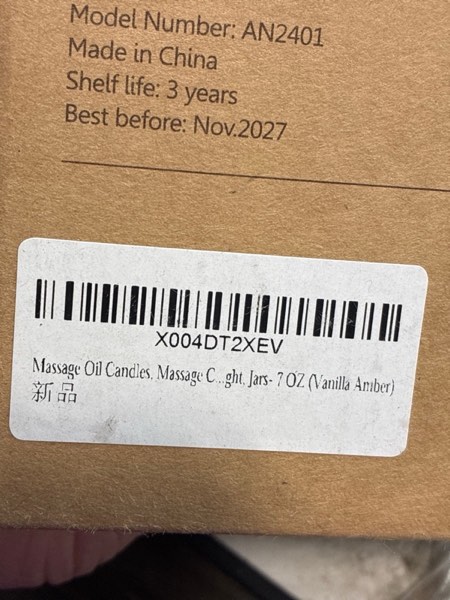 Model Number: AN2401
Made in China
Shelf life: 3 years
Best before: Nov.2027
X004DT2XEV
Massage Oil Candles, Massage C...ght, Jars- 7 OZ (Vanilla Amber)
新品